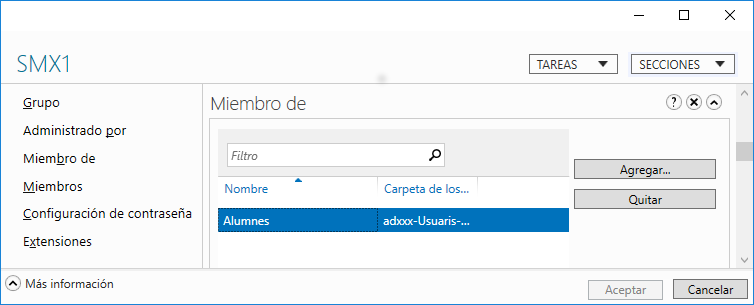 SMX1
TAREAS
SECCIONES
Grupo
Administrado por
Miembro de
Miembros
Configuración de contraseña
Extensiones
Miembro de
?
Filtro
Nombre
Carpeta de los...
Alumnes
adxxx-Usuaris-...
Agregar...
Quitar
Más información
Aceptar
Cancelar